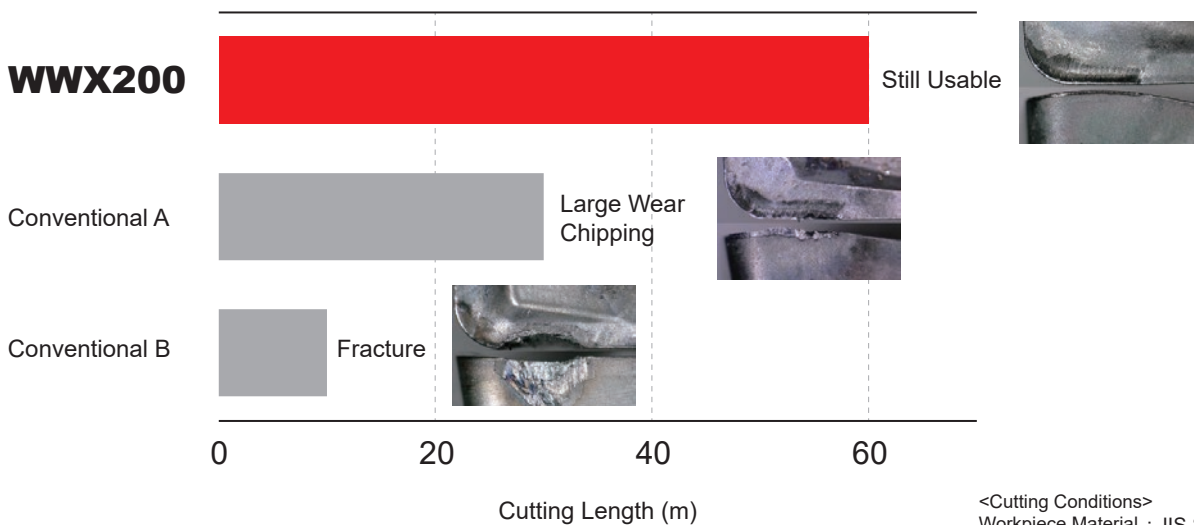 WWX200
Still Usable
Conventional A
Large Wear
Chipping
Conventional B
Fracture
0 20 40 60
Cutting Length (m)
<Cutting Conditions>
Workpiece Material : JIS